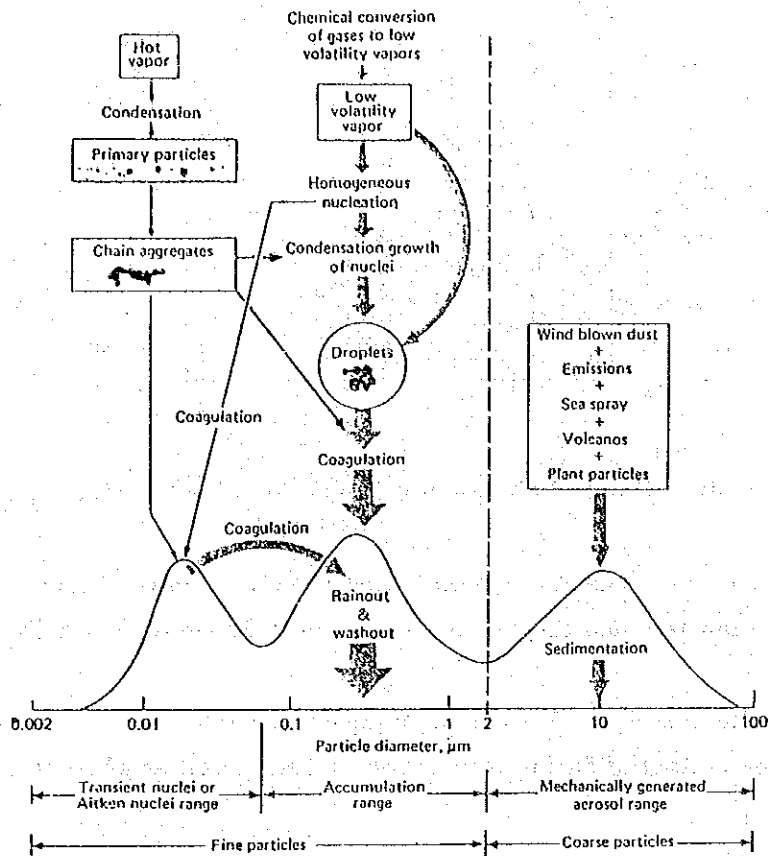 Hot
vapor
Condensation
Primary particles
Chain aggregates
Chemical conversion
of gases to low
volatility vapors
Low
volatility
vapor
Homogeneous
nucleation
Condensation growth
of nuclei
Droplets
Coagulation
Coagulation
Coagulation
Rainout
&
washout
Wind blown dust
+
Emissions
+
Sea spray
+
Volcanos
+
Plant particles
Sedimentation
0.002 0.01 0.1 1 2 10 100
Particle diameter, µm
Transient nuclei or
Aitken nuclei range
Accumulation
range
Mechanically generated
aerosol range
Fine particles
Coarse particles